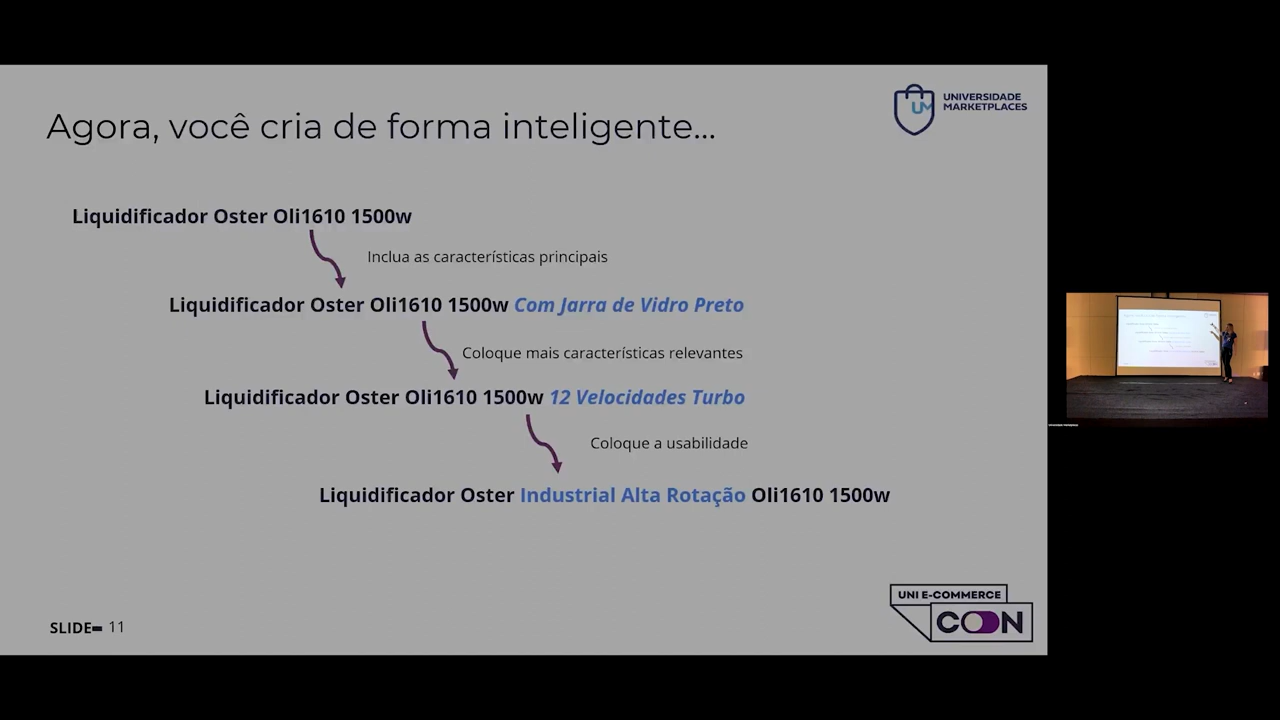 Agora, você cria de forma inteligente...
UNIVERSIDADE
MARKETPLACES
Liquidificador Oster Oli1610 1500w
Inclua as características principais
Liquidificador Oster Oli1610 1500w Com Jarra de Vidro Preto
Coloque mais características relevantes
Liquidificador Oster Oli1610 1500w 12 Velocidades Turbo
Coloque a usabilidade
Liquidificador Oster Industrial Alta Rotação Oli1610 1500w
UNI E-COMMERCE
CON
SLIDE 11